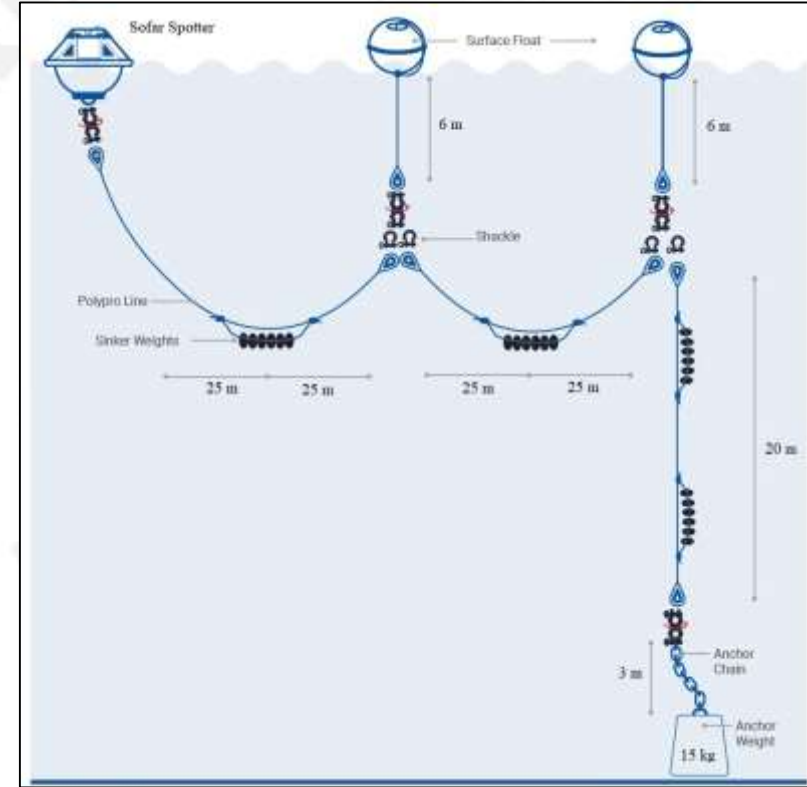 Sofar Spotter
Surface Float
6 m
6 m
Shackle
Polypro Line
Sinker Weights
25 m
25 m
25 m
25 m
20 m
3 m
Anchor
Chain
Anchor
Weight
15 kg